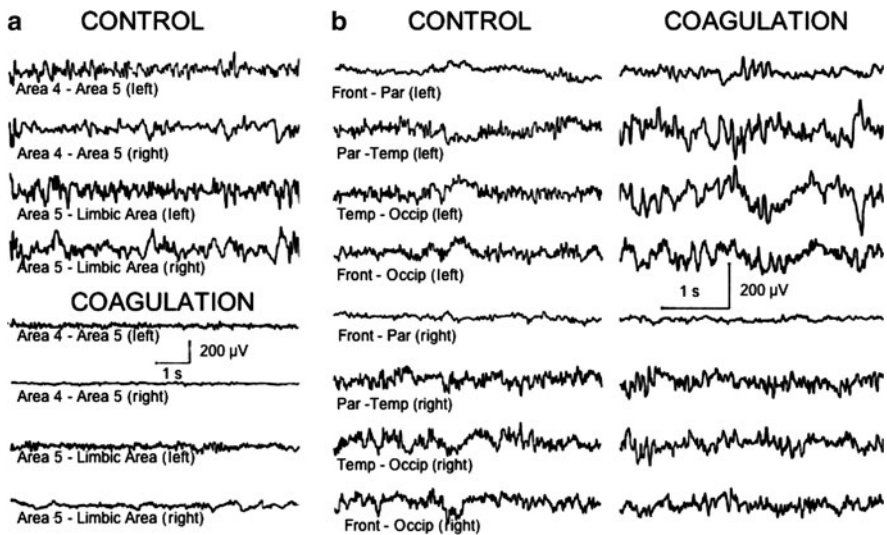 a
CONTROL
Area 4 - Area 5 (left)
Area 4 - Area 5 (right)
Area 5 - Limbic Area (left)
Area 5 - Limbic Area (right)
COAGULATION
Area 4 - Area 5 (left)
200 µV
1 s
Area 4 - Area 5 (right)
Area 5 - Limbic Area (left)
Area 5 - Limbic Area (right)
b
CONTROL
Front - Par (left)
Par -Temp (left)
Temp - Occip (left)
Front - Occip (left)
Front - Par (right)
Par -Temp (right)
Temp - Occip (right)
Front - Occip (right)
COAGULATION
1 s
200 µV